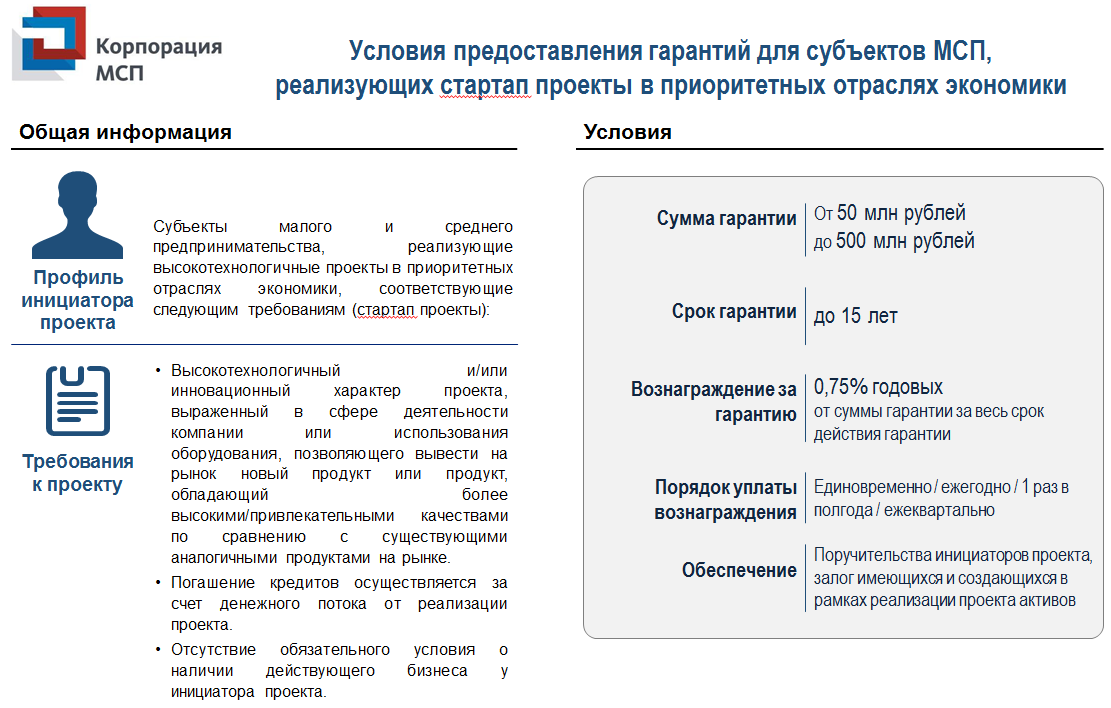 Корпорация
МСП
Условия предоставления гарантий для субъектов МСП,
реализующих стартап проекты в приоритетных отраслях экономики
Общая информация
Профиль
инициатора
проекта
Субъекты малого и среднего
предпринимательства, реализующие
высокотехнологичные проекты в приоритетных
отраслях экономики, соответствующие
следующим требованиям (стартап проекты):
Требования
к проекту
• Высокотехнологичный и/или
инновационный характер проекта,
выраженный в сфере деятельности
компании или использования
оборудования, позволяющего вывести на
рынок новый продукт или продукт,
обладающий более
высокими/привлекательными качествами
по сравнению с существующими
аналогичными продуктами на рынке.
• Погашение кредитов осуществляется за
счет денежного потока от реализации
проекта.
• Отсутствие обязательного условия о
наличии действующего бизнеса у
инициатора проекта.
Условия
Сумма гарантии
От 50 млн рублей
до 500 млн рублей
Срок гарантии
до 15 лет
Вознаграждение за
гарантию
0,75% годовых
от суммы гарантии за весь срок
действия гарантии
Порядок уплаты
вознаграждения
Единовременно / ежегодно / 1 раз в
полгода / ежеквартально
Обеспечение
Поручительства инициаторов проекта,
залог имеющихся и создающихся в
рамках реализации проекта активов